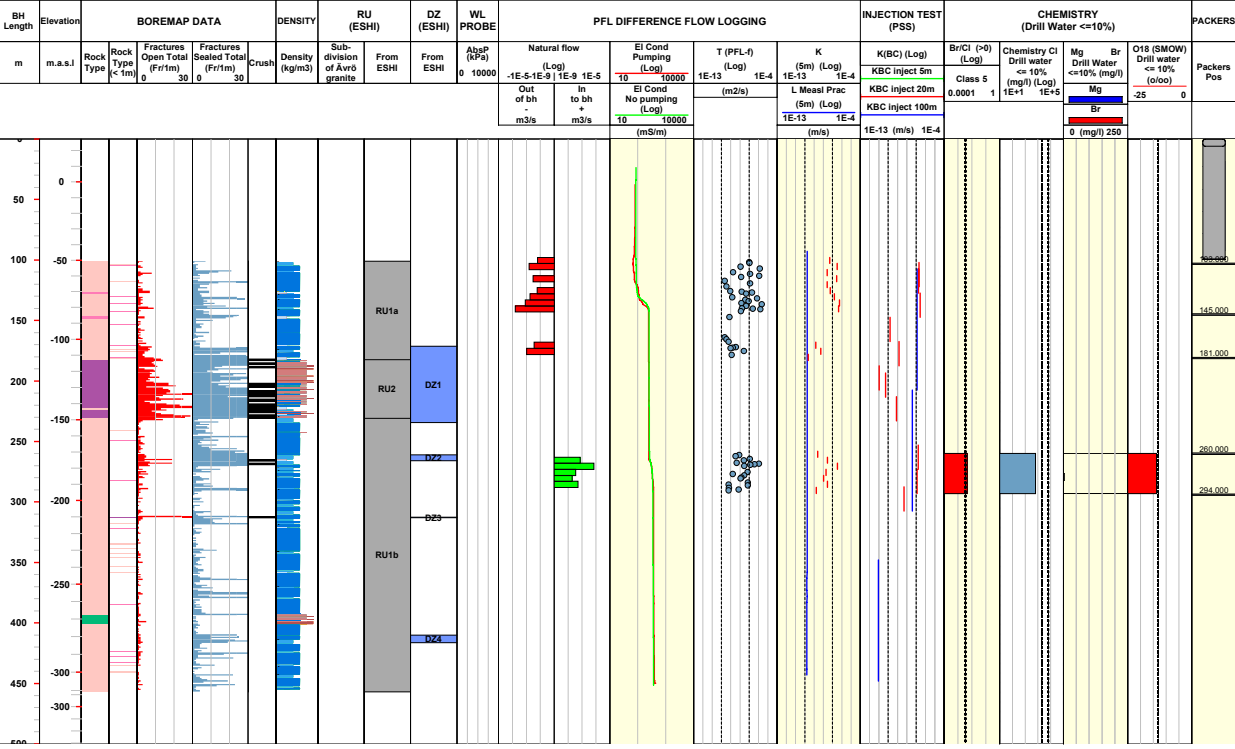 BH
Length
Elevation
BOREMAP DATA
DENSITY
RU
(ESHI)
DZ
(ESHI)
WL
PROBE
PFL DIFFERENCE FLOW LOGGING
INJECTION TEST
(PSS)
CHEMISTRY
(Drill Water <=10%)
PACKERS
m
m.a.s.l
Rock
Type
Rock
Type
(< 1m)
Fractures
Open Total
(Fr/1m)
0 30
Fractures
Sealed Total
(Fr/1m)
0 30
Crush
Density
(kg/m3)
Sub-
division
of Ävrö
granite
From
ESHI
From
ESHI
AbsP
(kPa)
0 10000
Natural flow
(Log)
-1E-5-1E-9 | 1E-9 1E-5
Out
of bh
-
m3/s
In
to bh
+
m3/s
El Cond
Pumping
(Log)
10 10000
El Cond
No pumping
(Log)
10 10000
(mS/m)
T (PFL-f)
(Log)
1E-13 1E-4
(m2/s)
K
(5m) (Log)
1E-13 1E-4
L Measl Prac
(5m) (Log)
1E-13 1E-4
(m/s)
K(BC) (Log)
KBC inject 5m
KBC inject 20m
KBC inject 100m
1E-13 (m/s) 1E-4
Br/Cl (>0)
(Log)
Class 5
0.0001 1
Chemistry Cl
Drill water
<= 10%
(mg/l) (Log)
1E+1 1E+5
Mg Br
Drill Water
<=10% (mg/l)
Mg
Br
0 (mg/l) 250
O18 (SMOW)
Drill water
<= 10%
(o/oo)
-25 0
Packers
Pos
0
50
100
150
200
250
300
350
400
450
500
0
-50
-100
-150
-200
-250
-300
-300
RU1a
RU2
RU1b
DZ1
DZ2
DZ3
DZ4
103.000
145.000
181.000
260.000
294.000